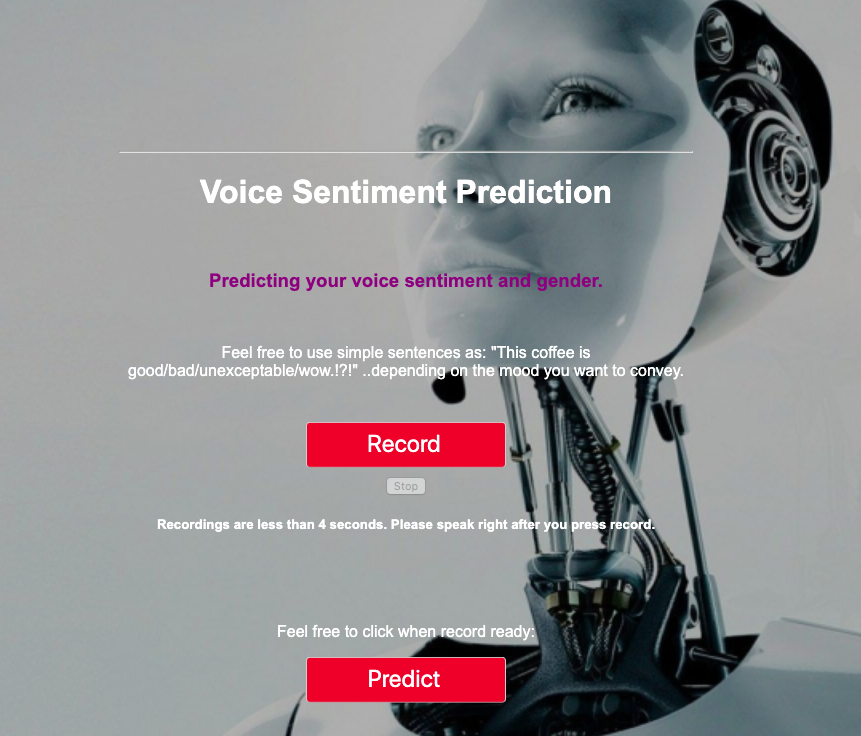 Voice Sentiment Prediction
Predicting your voice sentiment and gender.
Feel free to use simple sentences as: "This coffee is
good/bad/unexceptable/wow.!?!" ..depending on the mood you want to convey.
Record
Stop
Recordings are less than 4 seconds. Please speak right after you press record.
Feel free to click when record ready:
Predict